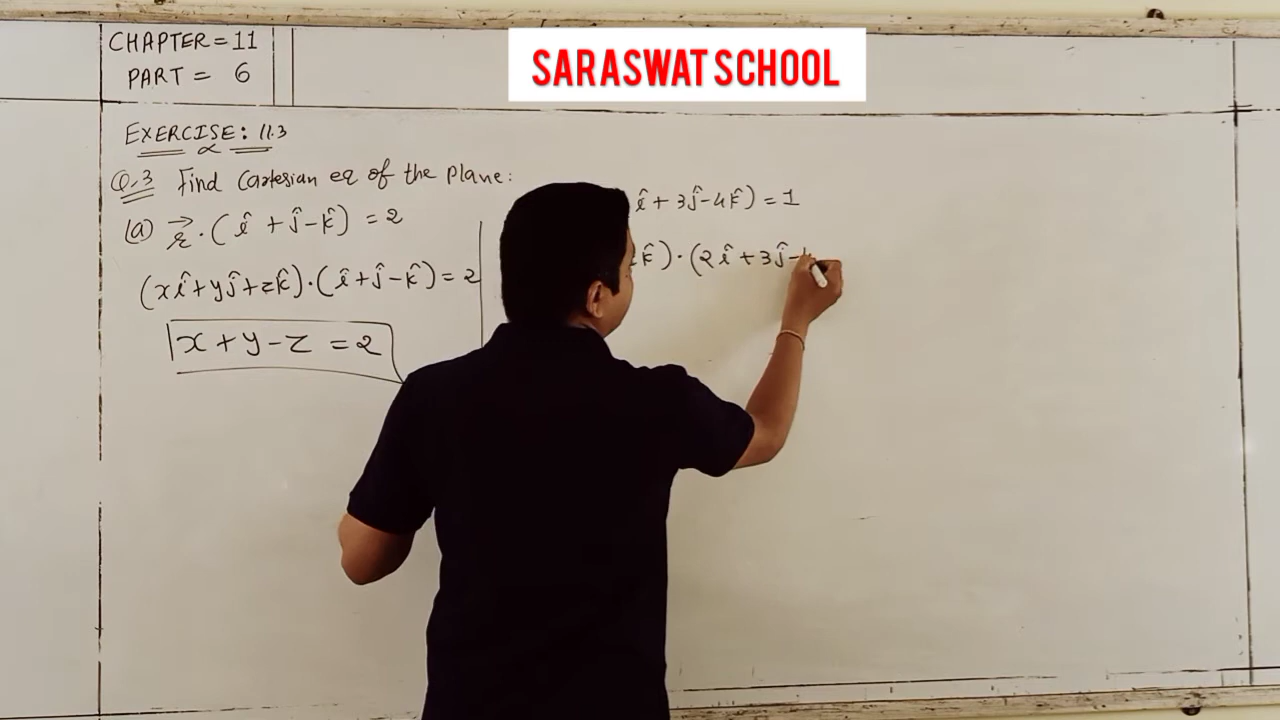 CHAPTER = 11
PART = 6
SARASWAT SCHOOL
EXERCISE: 11.3
Q.3 Find Cartesian eq of the plane:
(a) r⃗ · (î + ĵ - k̂) = 2
(xî + yĵ + zk̂) · (î + ĵ - k̂) = 2
x + y - z = 2
î + 3ĵ - 4k̂) = 1
k̂) · (2î + 3ĵ -